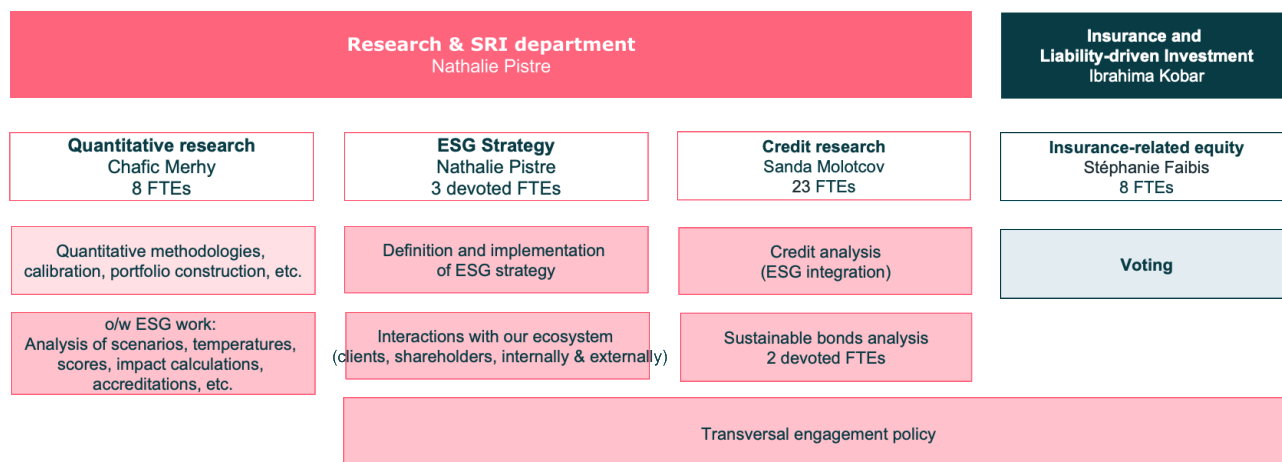 Research & SRI department
Nathalie Pistre
Insurance and
Liability-driven Investment
Ibrahima Kobar
Quantitative research
Chafic Merhy
8 FTEs
ESG Strategy
Nathalie Pistre
3 devoted FTEs
Credit research
Sanda Molotcov
23 FTEs
Insurance-related equity
Stéphanie Faibis
8 FTEs
Quantitative methodologies,
calibration, portfolio construction, etc.
Definition and implementation
of ESG strategy
Credit analysis
(ESG integration)
Voting
o/w ESG work:
Analysis of scenarios, temperatures,
scores, impact calculations,
accreditations, etc.
Interactions with our ecosystem
(clients, shareholders, internally & externally)
Sustainable bonds analysis
2 devoted FTEs
Transversal engagement policy